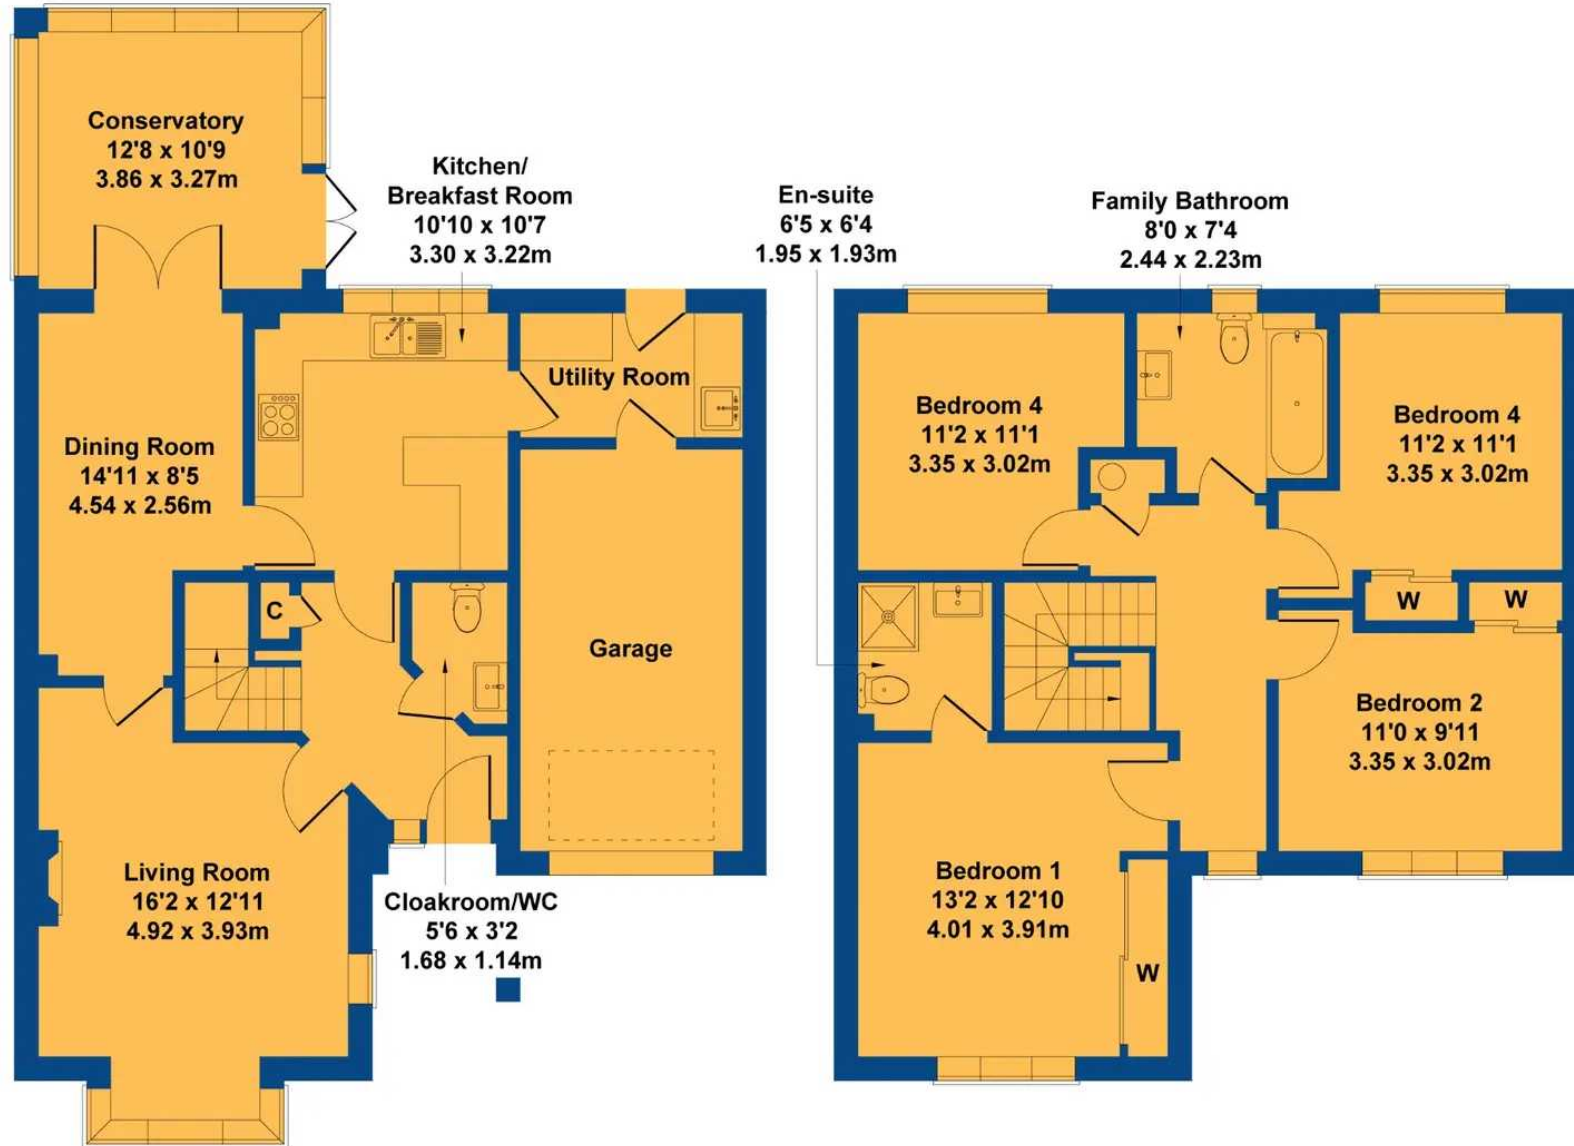 Conservatory
12'8 x 10'9
3.86 x 3.27m
Kitchen/
Breakfast Room
10'10 x 10'7
3.30 x 3.22m
Utility Room
Dining Room
14'11 x 8'5
4.54 x 2.56m
C
Garage
Living Room
16'2 x 12'11
4.92 x 3.93m
Cloakroom/WC
5'6 x 3'2
1.68 x 1.14m
En-suite
6'5 x 6'4
1.95 x 1.93m
Family Bathroom
8'0 x 7'4
2.44 x 2.23m
Bedroom 4
11'2 x 11'1
3.35 x 3.02m
Bedroom 4
11'2 x 11'1
3.35 x 3.02m
W
W
Bedroom 2
11'0 x 9'11
3.35 x 3.02m
Bedroom 1
13'2 x 12'10
4.01 x 3.91m
W